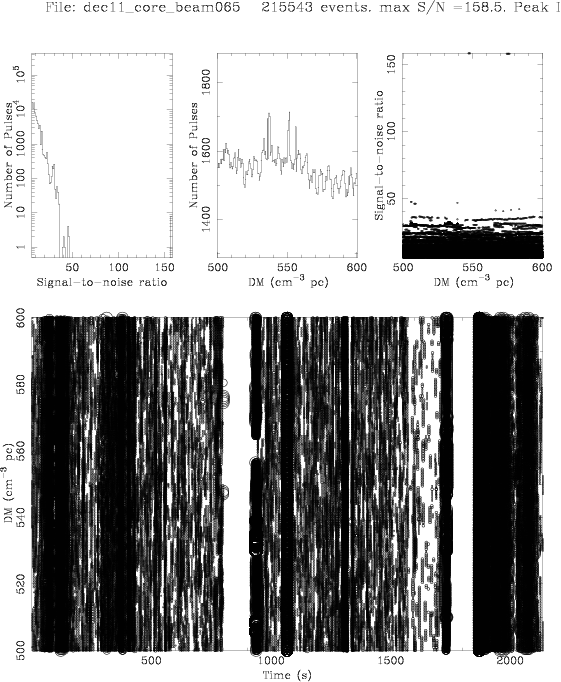 File: dec11_core_beam065 215543 events. max S/N =158.5. Peak
Number of Pulses
1 10 100 1000 10⁴ 10⁵
50 100 150
Signal-to-noise ratio
Number of Pulses
1400 1600 1800
500 550 600
DM (cm⁻³ pc)
Signal-to-noise ratio
50 100 150
500 550 600
DM (cm⁻³ pc)
DM (cm⁻³ pc)
500 520 540 560 580 600
500 1000 1500 2000
Time (s)